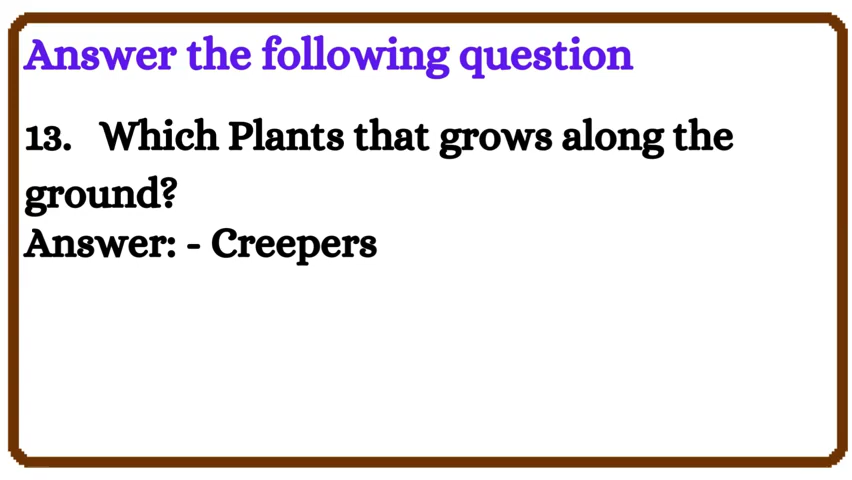 Answer the following question
13. Which Plants that grows along the
ground?
Answer: - Creepers